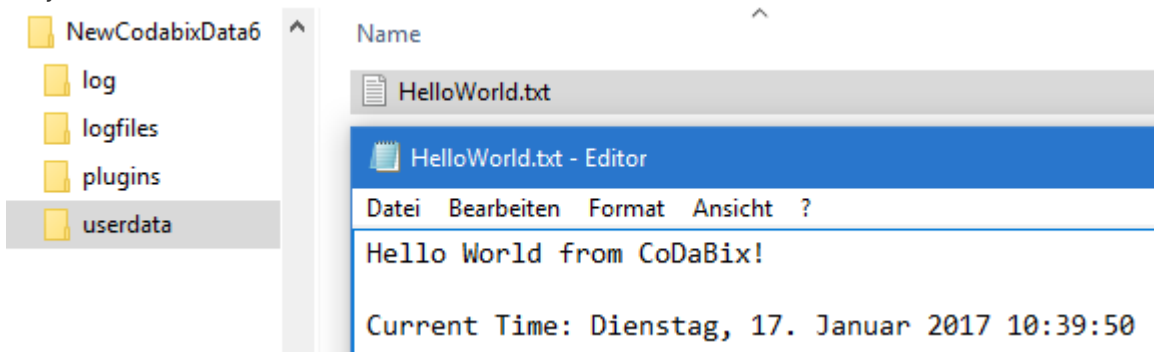 NewCodabixData6
log
logfiles
plugins
userdata
Name
HelloWorld.txt
HelloWorld.txt - Editor
Datei Bearbeiten Format Ansicht ?
Hello World from CoDaBix!
Current Time: Dienstag, 17. Januar 2017 10:39:50